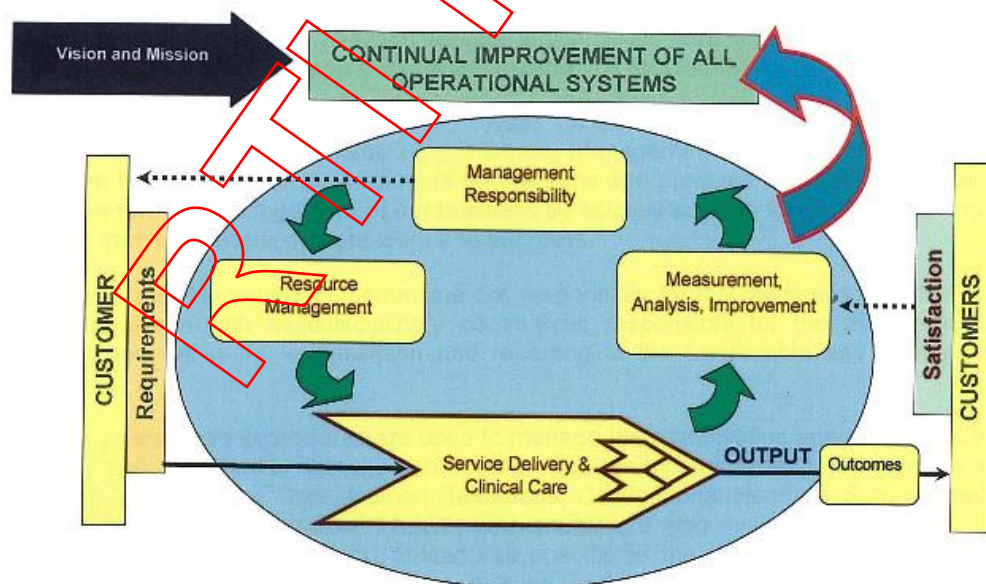 Vision and Mission
CONTINUAL IMPROVEMENT OF ALL
OPERATIONAL SYSTEMS
Management
Responsibility
Resource
Management
Measurement,
Analysis, Improvement
CUSTOMER
Requirements
Satisfaction
CUSTOMERS
Service Delivery &
Clinical Care
OUTPUT
Outcomes